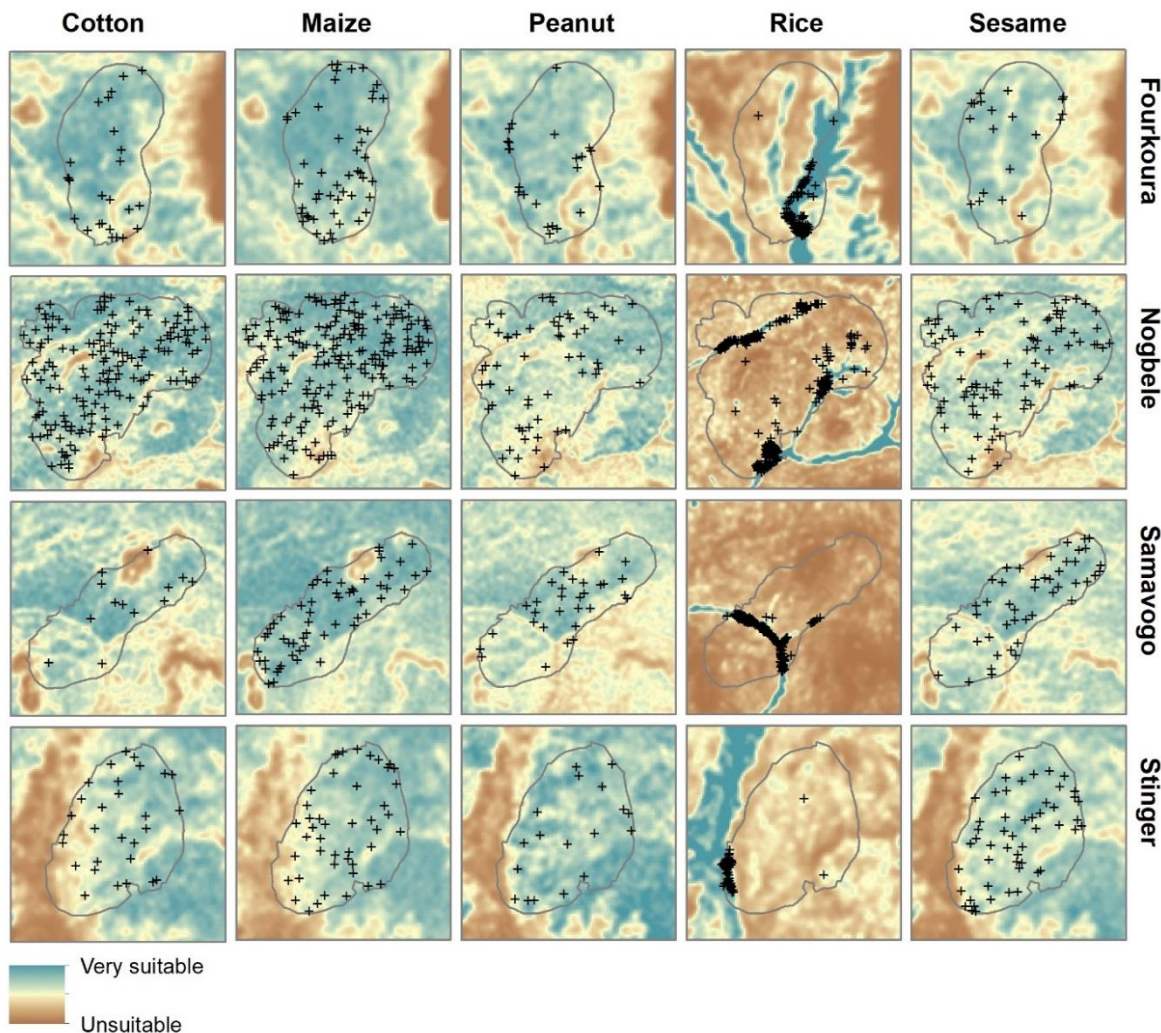 Cotton Maize Peanut Rice Sesame
Fourkoura
Nogbele
Samavogo
Stinger
Very suitable
Unsuitable